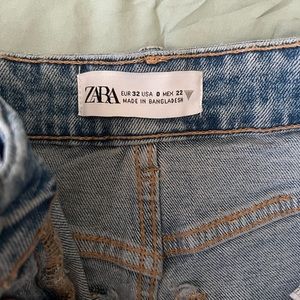 ZARA
EUR 32 USA 0 MEX 22
MADE IN BANGLADESH